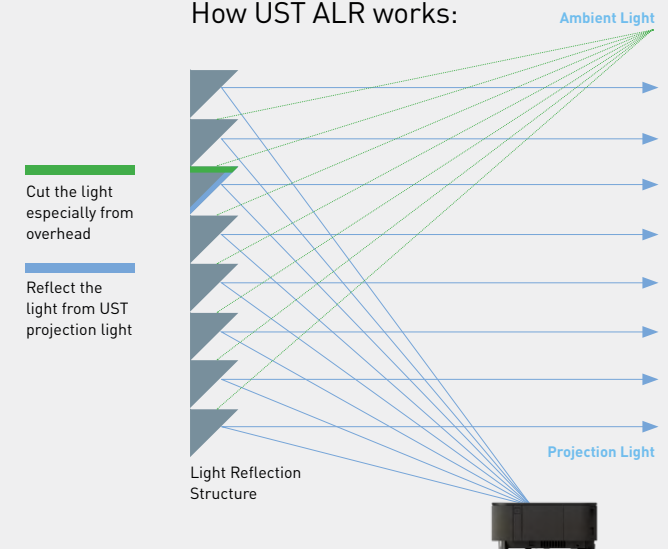 How UST ALR works:
Ambient Light
Cut the light
especially from
overhead
Reflect the
light from UST
projection light
Projection Light
Light Reflection
Structure